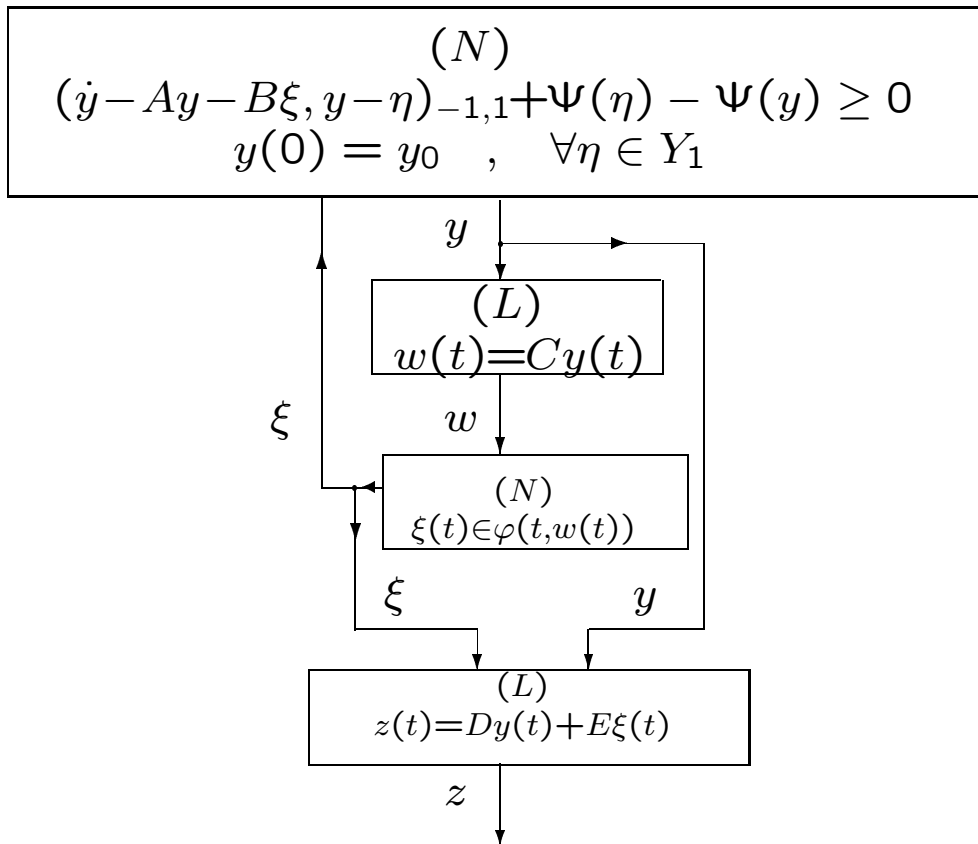 (N)
(ẏ−Ay−Bξ, y−η)₋₁,₁+Ψ(η) − Ψ(y) ≥ 0
y(0) = y₀ , ∀η ∈ Y₁
y
(L)
w(t)=Cy(t)
ξ
w
(N)
ξ(t)∈φ(t,w(t))
ξ
y
(L)
z(t)=Dy(t)+Eξ(t)
z